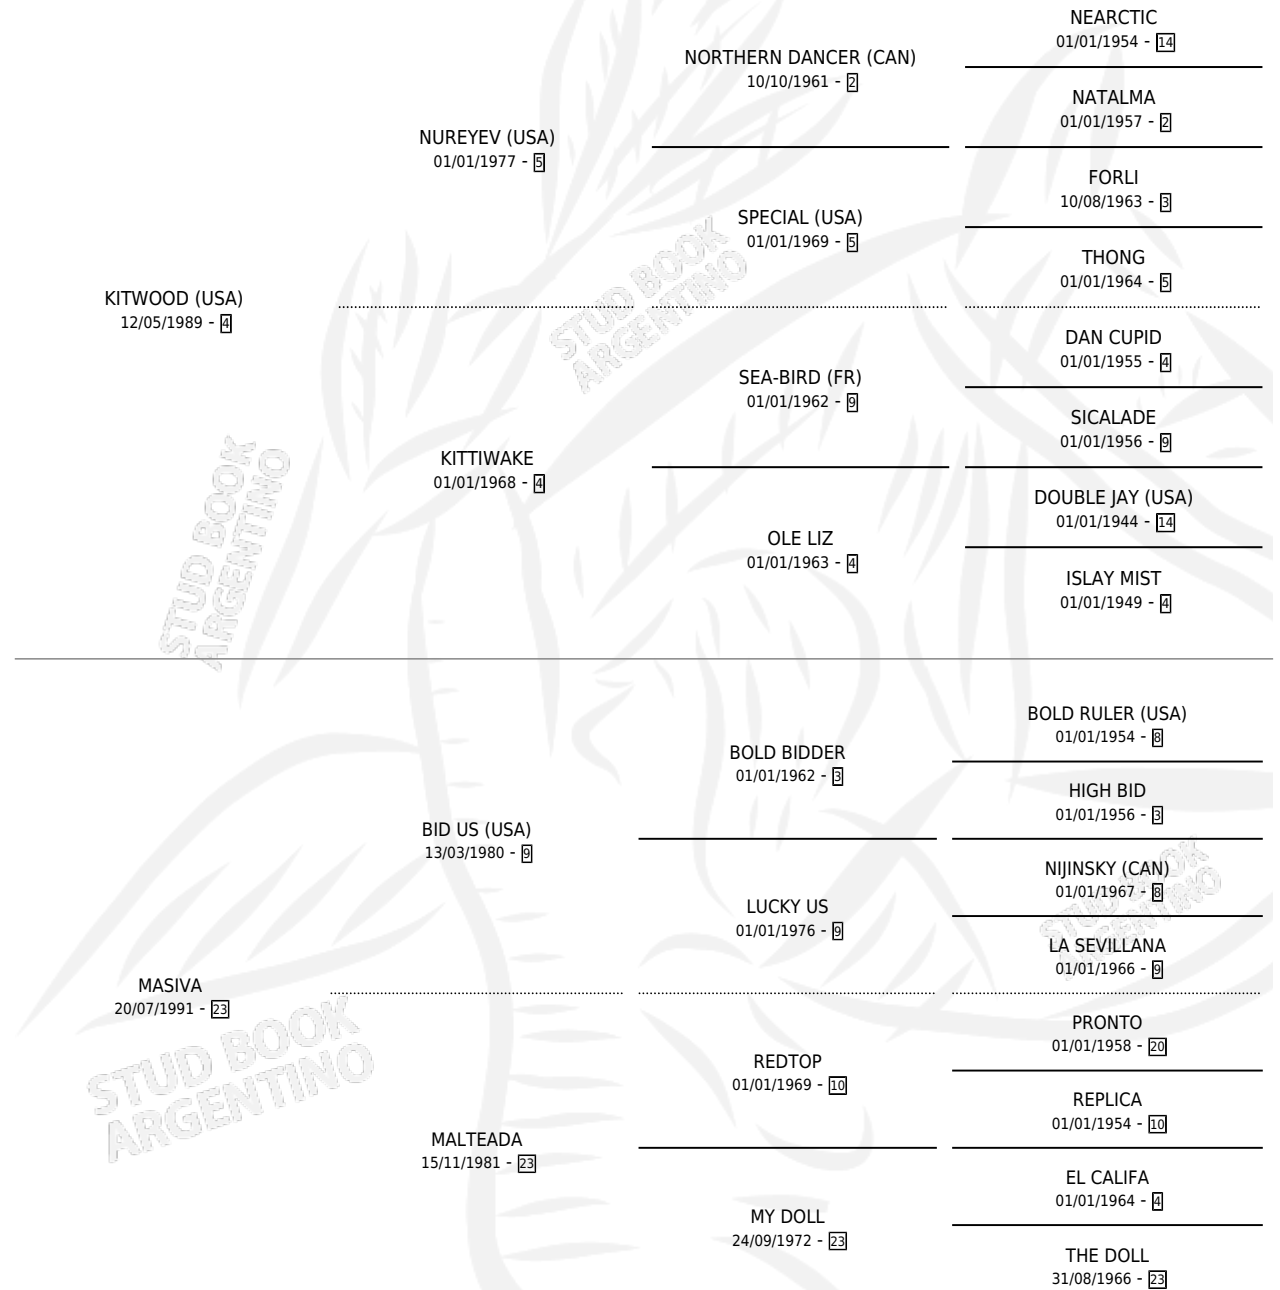 NEARCTIC
01/01/1954 - 14
NORTHERN DANCER (CAN)
10/10/1961 - 2
NATALMA
01/01/1957 - 2
NUREYEV (USA)
01/01/1977 - 5
FORLI
10/08/1963 - 3
SPECIAL (USA)
01/01/1969 - 5
THONG
01/01/1964 - 5
KITWOOD (USA)
12/05/1989 - 4
DAN CUPID
01/01/1955 - 4
SEA-BIRD (FR)
01/01/1962 - 9
SICALADE
01/01/1956 - 9
KITTIWAKE
01/01/1968 - 4
DOUBLE JAY (USA)
01/01/1944 - 14
OLE LIZ
01/01/1963 - 4
ISLAY MIST
01/01/1949 - 4
BOLD RULER (USA)
01/01/1954 - 8
BOLD BIDDER
01/01/1962 - 3
HIGH BID
01/01/1956 - 3
BID US (USA)
13/03/1980 - 9
NIJINSKY (CAN)
01/01/1967 - 8
LUCKY US
01/01/1976 - 9
LA SEVILLANA
01/01/1966 - 9
MASIVA
20/07/1991 - 23
PRONTO
01/01/1958 - 20
REDTOP
01/01/1969 - 10
REPLICA
01/01/1954 - 10
MALTEADA
15/11/1981 - 23
EL CALIFA
01/01/1964 - 4
MY DOLL
24/09/1972 - 23
THE DOLL
31/08/1966 - 23
STUD BOOK
ARGENTINO
STUD BOOK
ARGENTINO
STUD BOOK
ARGENTINO
STUD BOOK
ARGENTINO